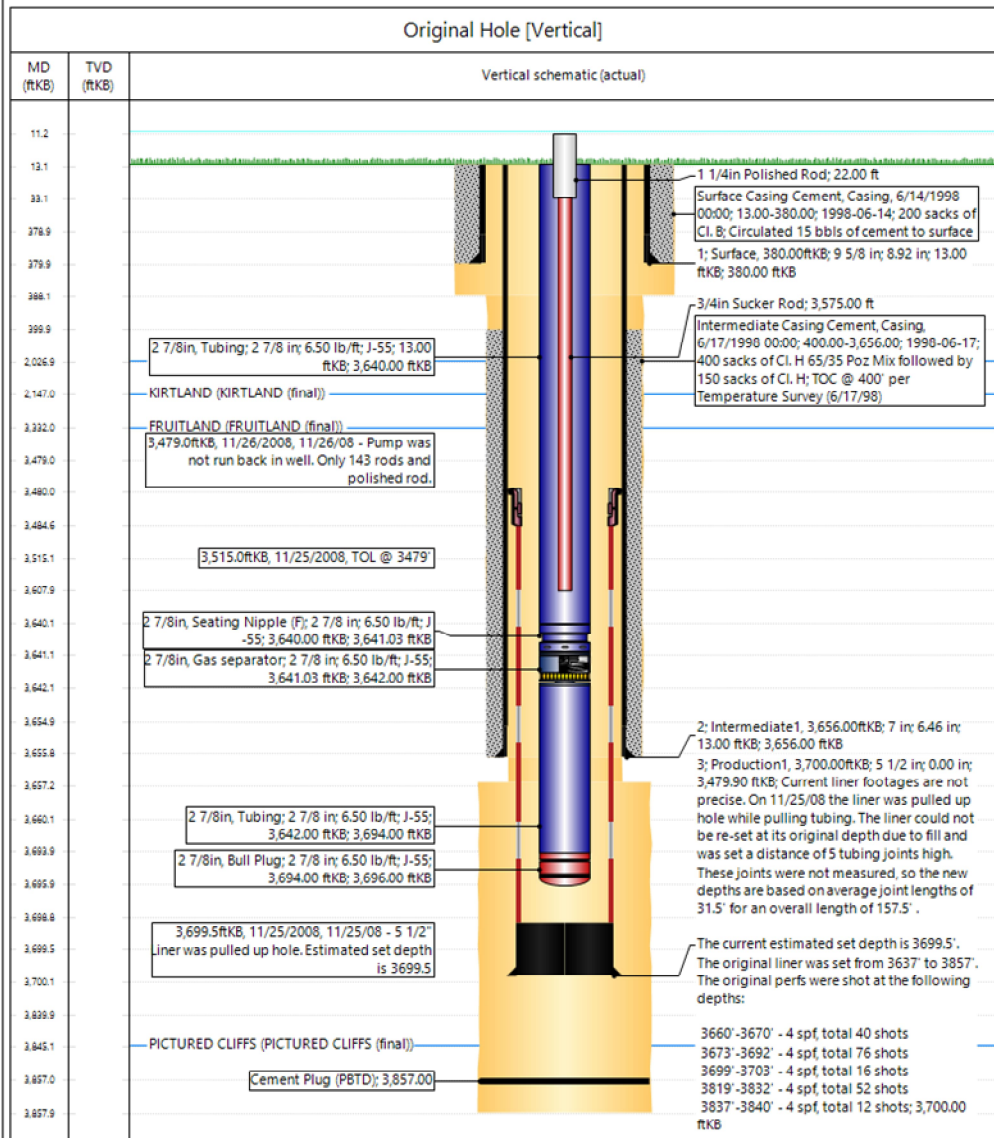 Original Hole [Vertical]
MD
(ftKB)
TVD
(ftKB)
Vertical schematic (actual)
11.2
13.1
33.1
378.9
379.9
388.1
399.9
2,026.9
2,147.0
3,332.0
3,479.0
3,480.0
3,484.6
3,515.1
3,607.9
3,640.1
3,641.1
3,642.1
3,654.9
3,655.8
3,657.2
3,660.1
3,693.9
3,695.9
3,698.8
3,699.5
3,700.1
3,839.9
3,845.1
3,857.0
3,857.9
2 7/8in, Tubing; 2 7/8 in; 6.50 lb/ft; J-55; 13.00
ftKB; 3,640.00 ftKB
KIRTLAND (KIRTLAND (final))
FRUITLAND (FRUITLAND (final))
3,479.0ftKB, 11/26/2008, 11/26/08 - Pump was
not run back in well. Only 143 rods and
polished rod.
3,515.0ftKB, 11/25/2008, TOL @ 3479'
2 7/8in, Seating Nipple (F); 2 7/8 in; 6.50 lb/ft; J
-55; 3,640.00 ftKB; 3,641.03 ftKB
2 7/8in, Gas separator; 2 7/8 in; 6.50 lb/ft; J-55;
3,641.03 ftKB; 3,642.00 ftKB
2 7/8in, Tubing; 2 7/8 in; 6.50 lb/ft; J-55;
3,642.00 ftKB; 3,694.00 ftKB
2 7/8in, Bull Plug; 2 7/8 in; 6.50 lb/ft; J-55;
3,694.00 ftKB; 3,696.00 ftKB
3,699.5ftKB, 11/25/2008, 11/25/08 - 5 1/2"
Liner was pulled up hole. Estimated set depth
is 3699.5
PICTURED CLIFFS (PICTURED CLIFFS (final))
Cement Plug (PBTD); 3,857.00
1 1/4in Polished Rod; 22.00 ft
Surface Casing Cement, Casing, 6/14/1998
00:00; 13.00-380.00; 1998-06-14; 200 sacks of
Cl. B; Circulated 15 bbls of cement to surface
1; Surface, 380.00ftKB; 9 5/8 in; 8.92 in; 13.00
ftKB; 380.00 ftKB
3/4in Sucker Rod; 3,575.00 ft
Intermediate Casing Cement, Casing,
6/17/1998 00:00; 400.00-3,656.00; 1998-06-17;
400 sacks of Cl. H 65/35 Poz Mix followed by
150 sacks of Cl. H; TOC @ 400' per
Temperature Survey (6/17/98)
2; Intermediate1, 3,656.00ftKB; 7 in; 6.46 in;
13.00 ftKB; 3,656.00 ftKB
3; Production1, 3,700.00ftKB; 5 1/2 in; 0.00 in;
3,479.90 ftKB; Current liner footages are not
precise. On 11/25/08 the liner was pulled up
hole while pulling tubing. The liner could not
be re-set at its original depth due to fill and
was set a distance of 5 tubing joints high.
These joints were not measured, so the new
depths are based on average joint lengths of
31.5' for an overall length of 157.5' .
The current estimated set depth is 3699.5'.
The original liner was set from 3637' to 3857'.
The original perfs were shot at the following
depths:
3660'-3670' - 4 spf, total 40 shots
3673'-3692' - 4 spf, total 76 shots
3699'-3703' - 4 spf, total 16 shots
3819'-3832' - 4 spf, total 52 shots
3837'-3840' - 4 spf, total 12 shots; 3,700.00
ftKB